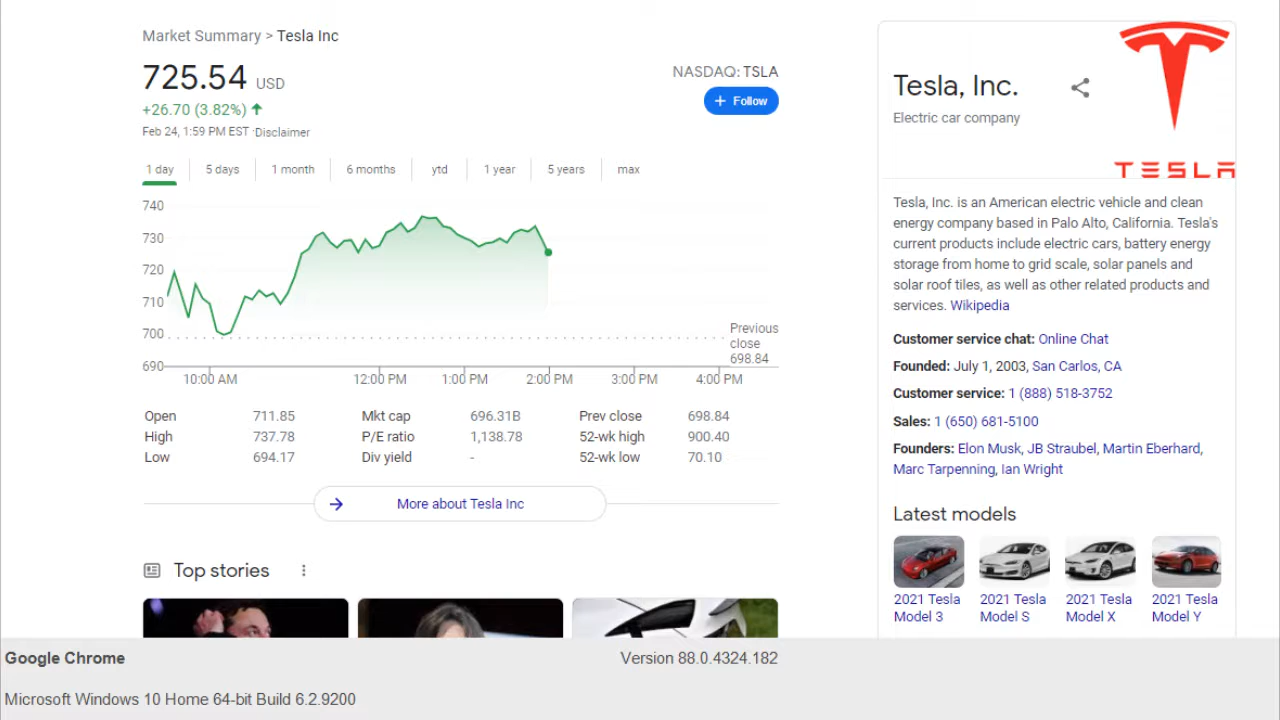 Market Summary > Tesla Inc
725.54 USD
+26.70 (3.82%)
Feb 24, 1:59 PM EST · Disclaimer
NASDAQ: TSLA
+ Follow
1 day 5 days 1 month 6 months ytd 1 year 5 years max
740
730
720
710
700
690
Previous
close
698.84
10:00 AM 12:00 PM 1:00 PM 2:00 PM 3:00 PM 4:00 PM
Open 711.85 Mkt cap 696.31B Prev close 698.84
High 737.78 P/E ratio 1,138.78 52-wk high 900.40
Low 694.17 Div yield - 52-wk low 70.10
More about Tesla Inc
Top stories
Tesla, Inc.
Electric car company
TESLA
Tesla, Inc. is an American electric vehicle and clean
energy company based in Palo Alto, California. Tesla's
current products include electric cars, battery energy
storage from home to grid scale, solar panels and
solar roof tiles, as well as other related products and
services. Wikipedia
Customer service chat: Online Chat
Founded: July 1, 2003, San Carlos, CA
Customer service: 1 (888) 518-3752
Sales: 1 (650) 681-5100
Founders: Elon Musk, JB Straubel, Martin Eberhard,
Marc Tarpenning, Ian Wright
Latest models
2021 Tesla
Model 3
2021 Tesla
Model S
2021 Tesla
Model X
2021 Tesla
Model Y
Google Chrome Version 88.0.4324.182
Microsoft Windows 10 Home 64-bit Build 6.2.9200